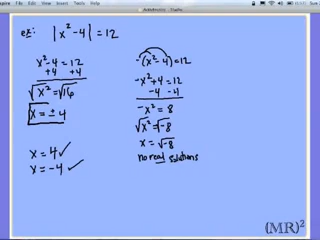 ex: |x²-4| = 12
x²-4 = 12
+4 +4
√x² = √16
x = ±4
x = 4 ✓
x = -4 ✓
-(x²-4) = 12
-x²+4 = 12
-4 -4
-x² = 8
√x² = √-8
x = √-8
no real solutions
(MR)²